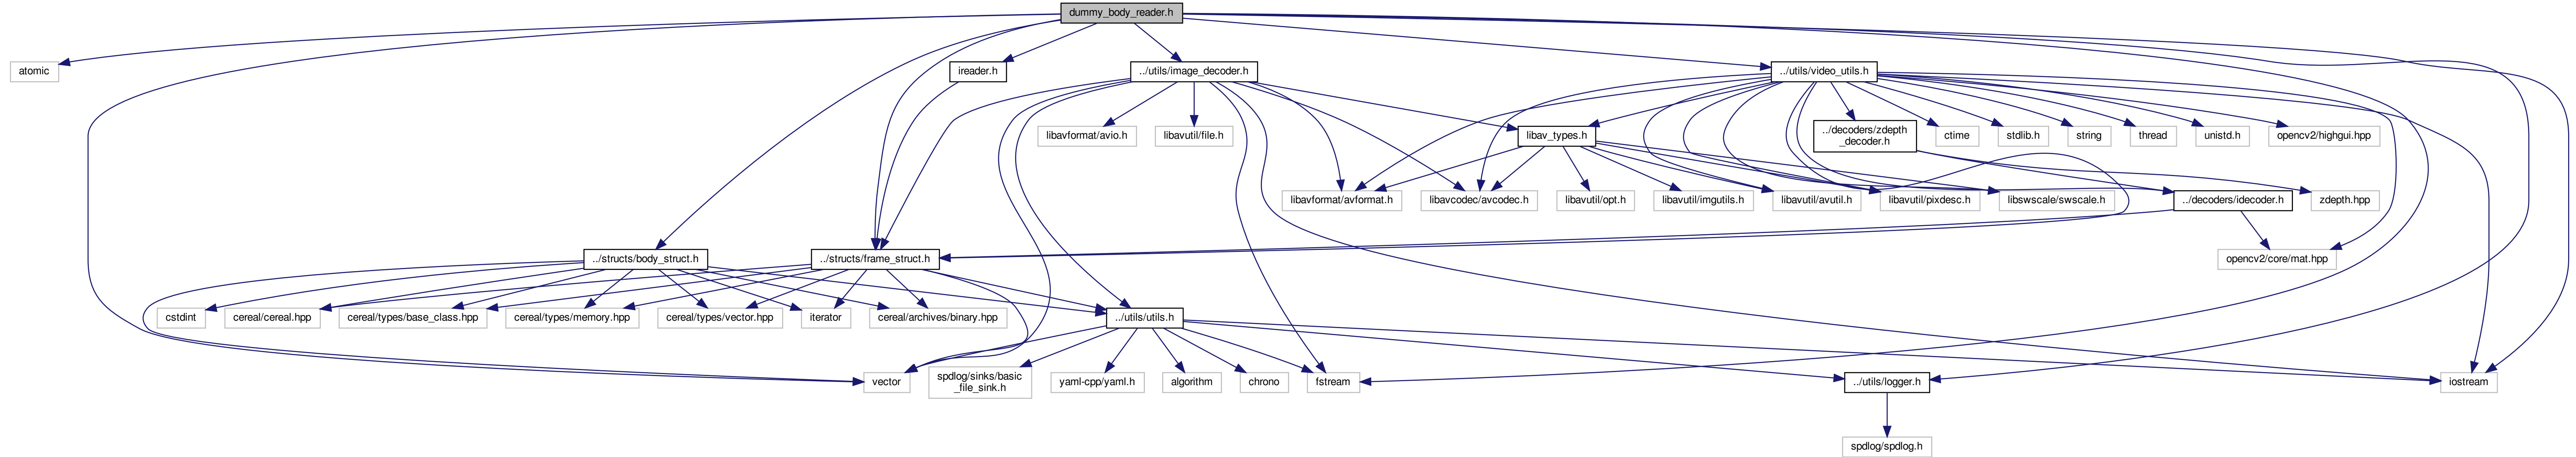 dummy_body_reader.h
atomic
ireader.h
../utils/image_decoder.h
../utils/video_utils.h
libavformat/avio.h
libavutil/file.h
libav_types.h
../decoders/zdepth
_decoder.h
ctime
stdlib.h
string
thread
unistd.h
opencv2/highgui.hpp
libavformat/avformat.h
libavcodec/avcodec.h
libavutil/opt.h
libavutil/imgutils.h
libavutil/avutil.h
libavutil/pixdesc.h
libswscale/swscale.h
../decoders/idecoder.h
zdepth.hpp
../structs/body_struct.h
../structs/frame_struct.h
opencv2/core/mat.hpp
cstdint
cereal/cereal.hpp
cereal/types/base_class.hpp
cereal/types/memory.hpp
cereal/types/vector.hpp
iterator
cereal/archives/binary.hpp
../utils/utils.h
vector
spdlog/sinks/basic
_file_sink.h
yaml-cpp/yaml.h
algorithm
chrono
fstream
../utils/logger.h
iostream
spdlog/spdlog.h